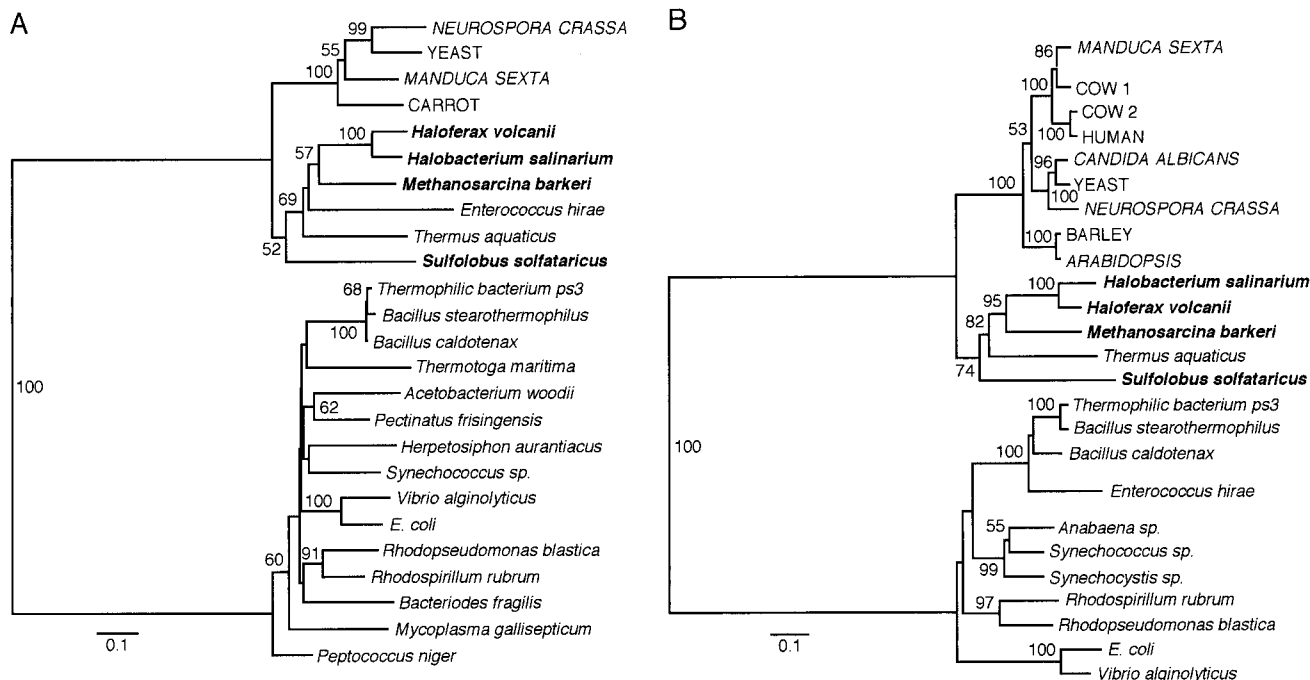 A
99
NEUROSPORA CRASSA
55
YEAST
100
MANDUCA SEXTA
CARROT
100
Haloferax volcanii
57
Halobacterium salinarium
Methanosarcina barkeri
69
Enterococcus hirae
Thermus aquaticus
52
Sulfolobus solfataricus
68
Thermophilic bacterium ps3
Bacillus stearothermophilus
100
Bacillus caldotenax
Thermotoga maritima
100
Acetobacterium woodii
62
Pectinatus frisingensis
Herpetosiphon aurantiacus
Synechococcus sp.
100
Vibrio alginolyticus
E. coli
91
Rhodopseudomonas blastica
60
Rhodospirillum rubrum
Bacteriodes fragilis
Mycoplasma gallisepticum
0.1
Peptococcus niger
B
86
MANDUCA SEXTA
100
COW 1
COW 2
53
100
HUMAN
96
CANDIDA ALBICANS
100
YEAST
100
NEUROSPORA CRASSA
100
BARLEY
ARABIDOPSIS
100
Halobacterium salinarium
95
Haloferax volcanii
82
Methanosarcina barkeri
Thermus aquaticus
74
Sulfolobus solfataricus
100
Thermophilic bacterium ps3
Bacillus stearothermophilus
100
100
Bacillus caldotenax
Enterococcus hirae
55
Anabaena sp.
Synechococcus sp.
99
Synechocystis sp.
97
Rhodospirillum rubrum
Rhodopseudomonas blastica
0.1
100
E. coli
Vibrio alginolyticus